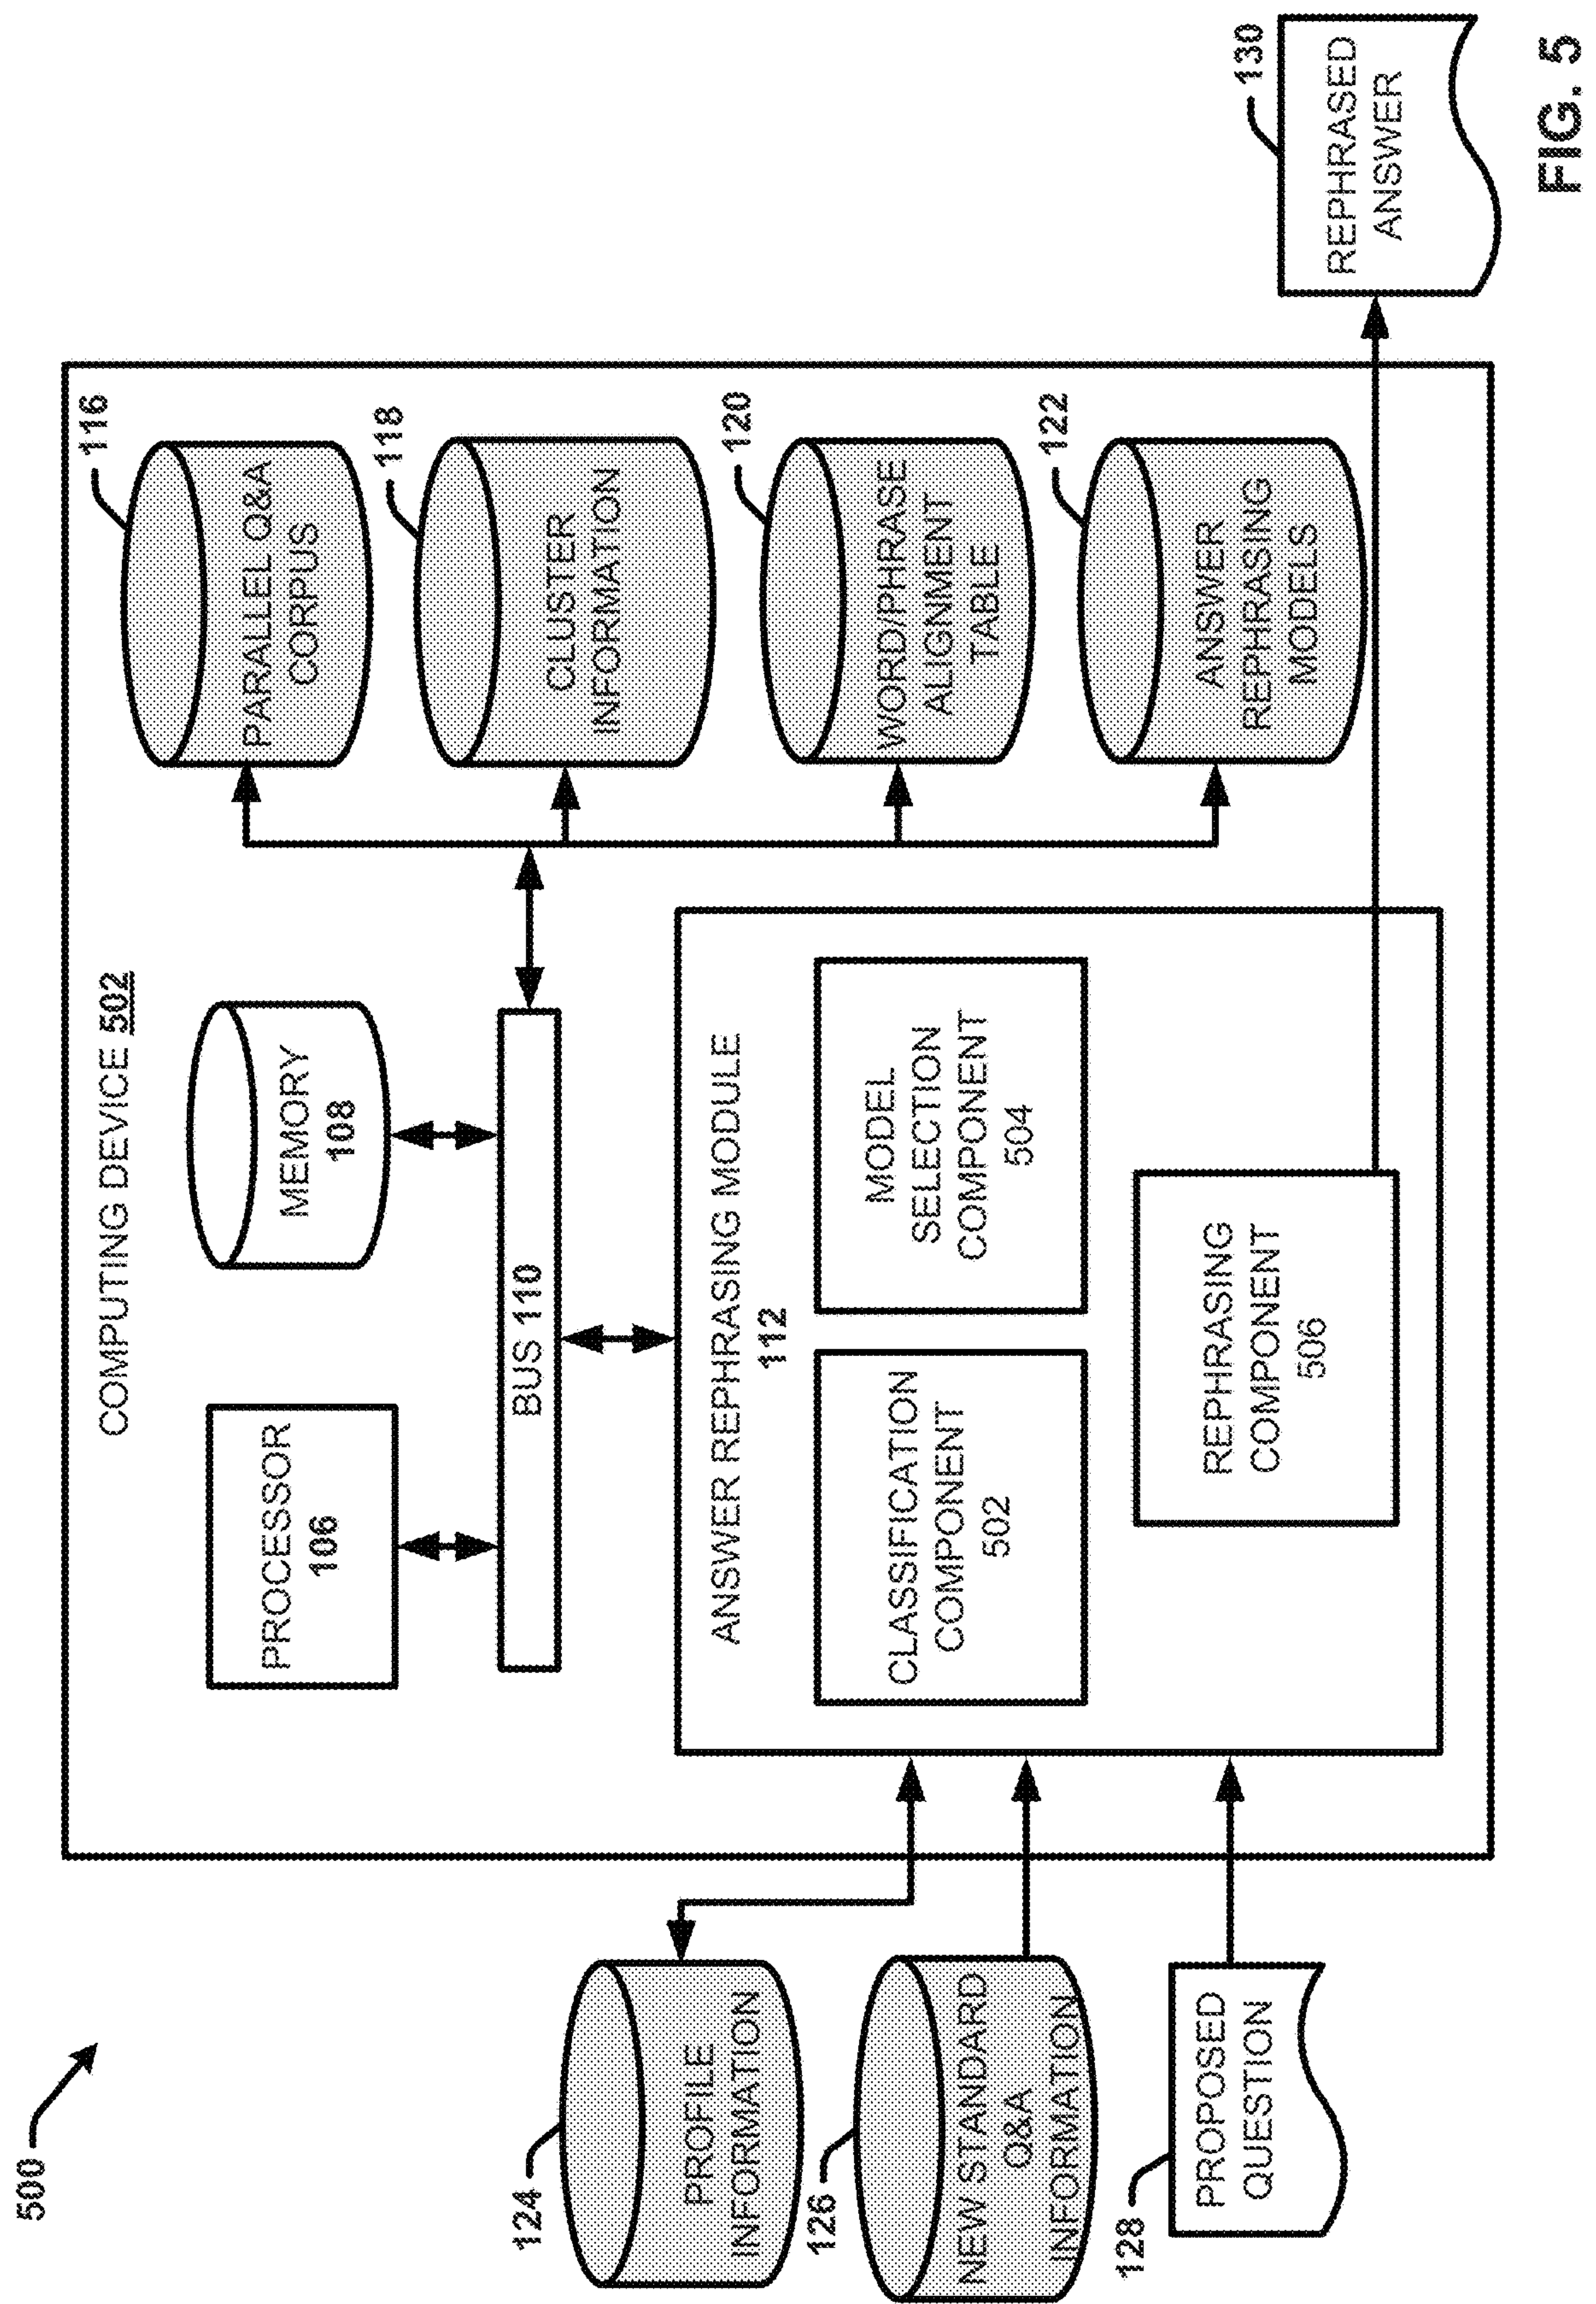 500
COMPUTING DEVICE 502
PROCESSOR
106
MEMORY
108
BUS 110
116
PARALLEL Q&A
CORPUS
118
CLUSTER
INFORMATION
120
WORD/PHRASE
ALIGNMENT
TABLE
122
ANSWER
REPHRASING
MODELS
124
PROFILE
INFORMATION
126
NEW STANDARD
Q&A
INFORMATION
128
PROPOSED
QUESTION
ANSWER REPHRASING MODULE
112
CLASSIFICATION
COMPONENT
502
MODEL
SELECTION
COMPONENT
504
REPHRASING
COMPONENT
506
130
REPHRASED
ANSWER
FIG. 5